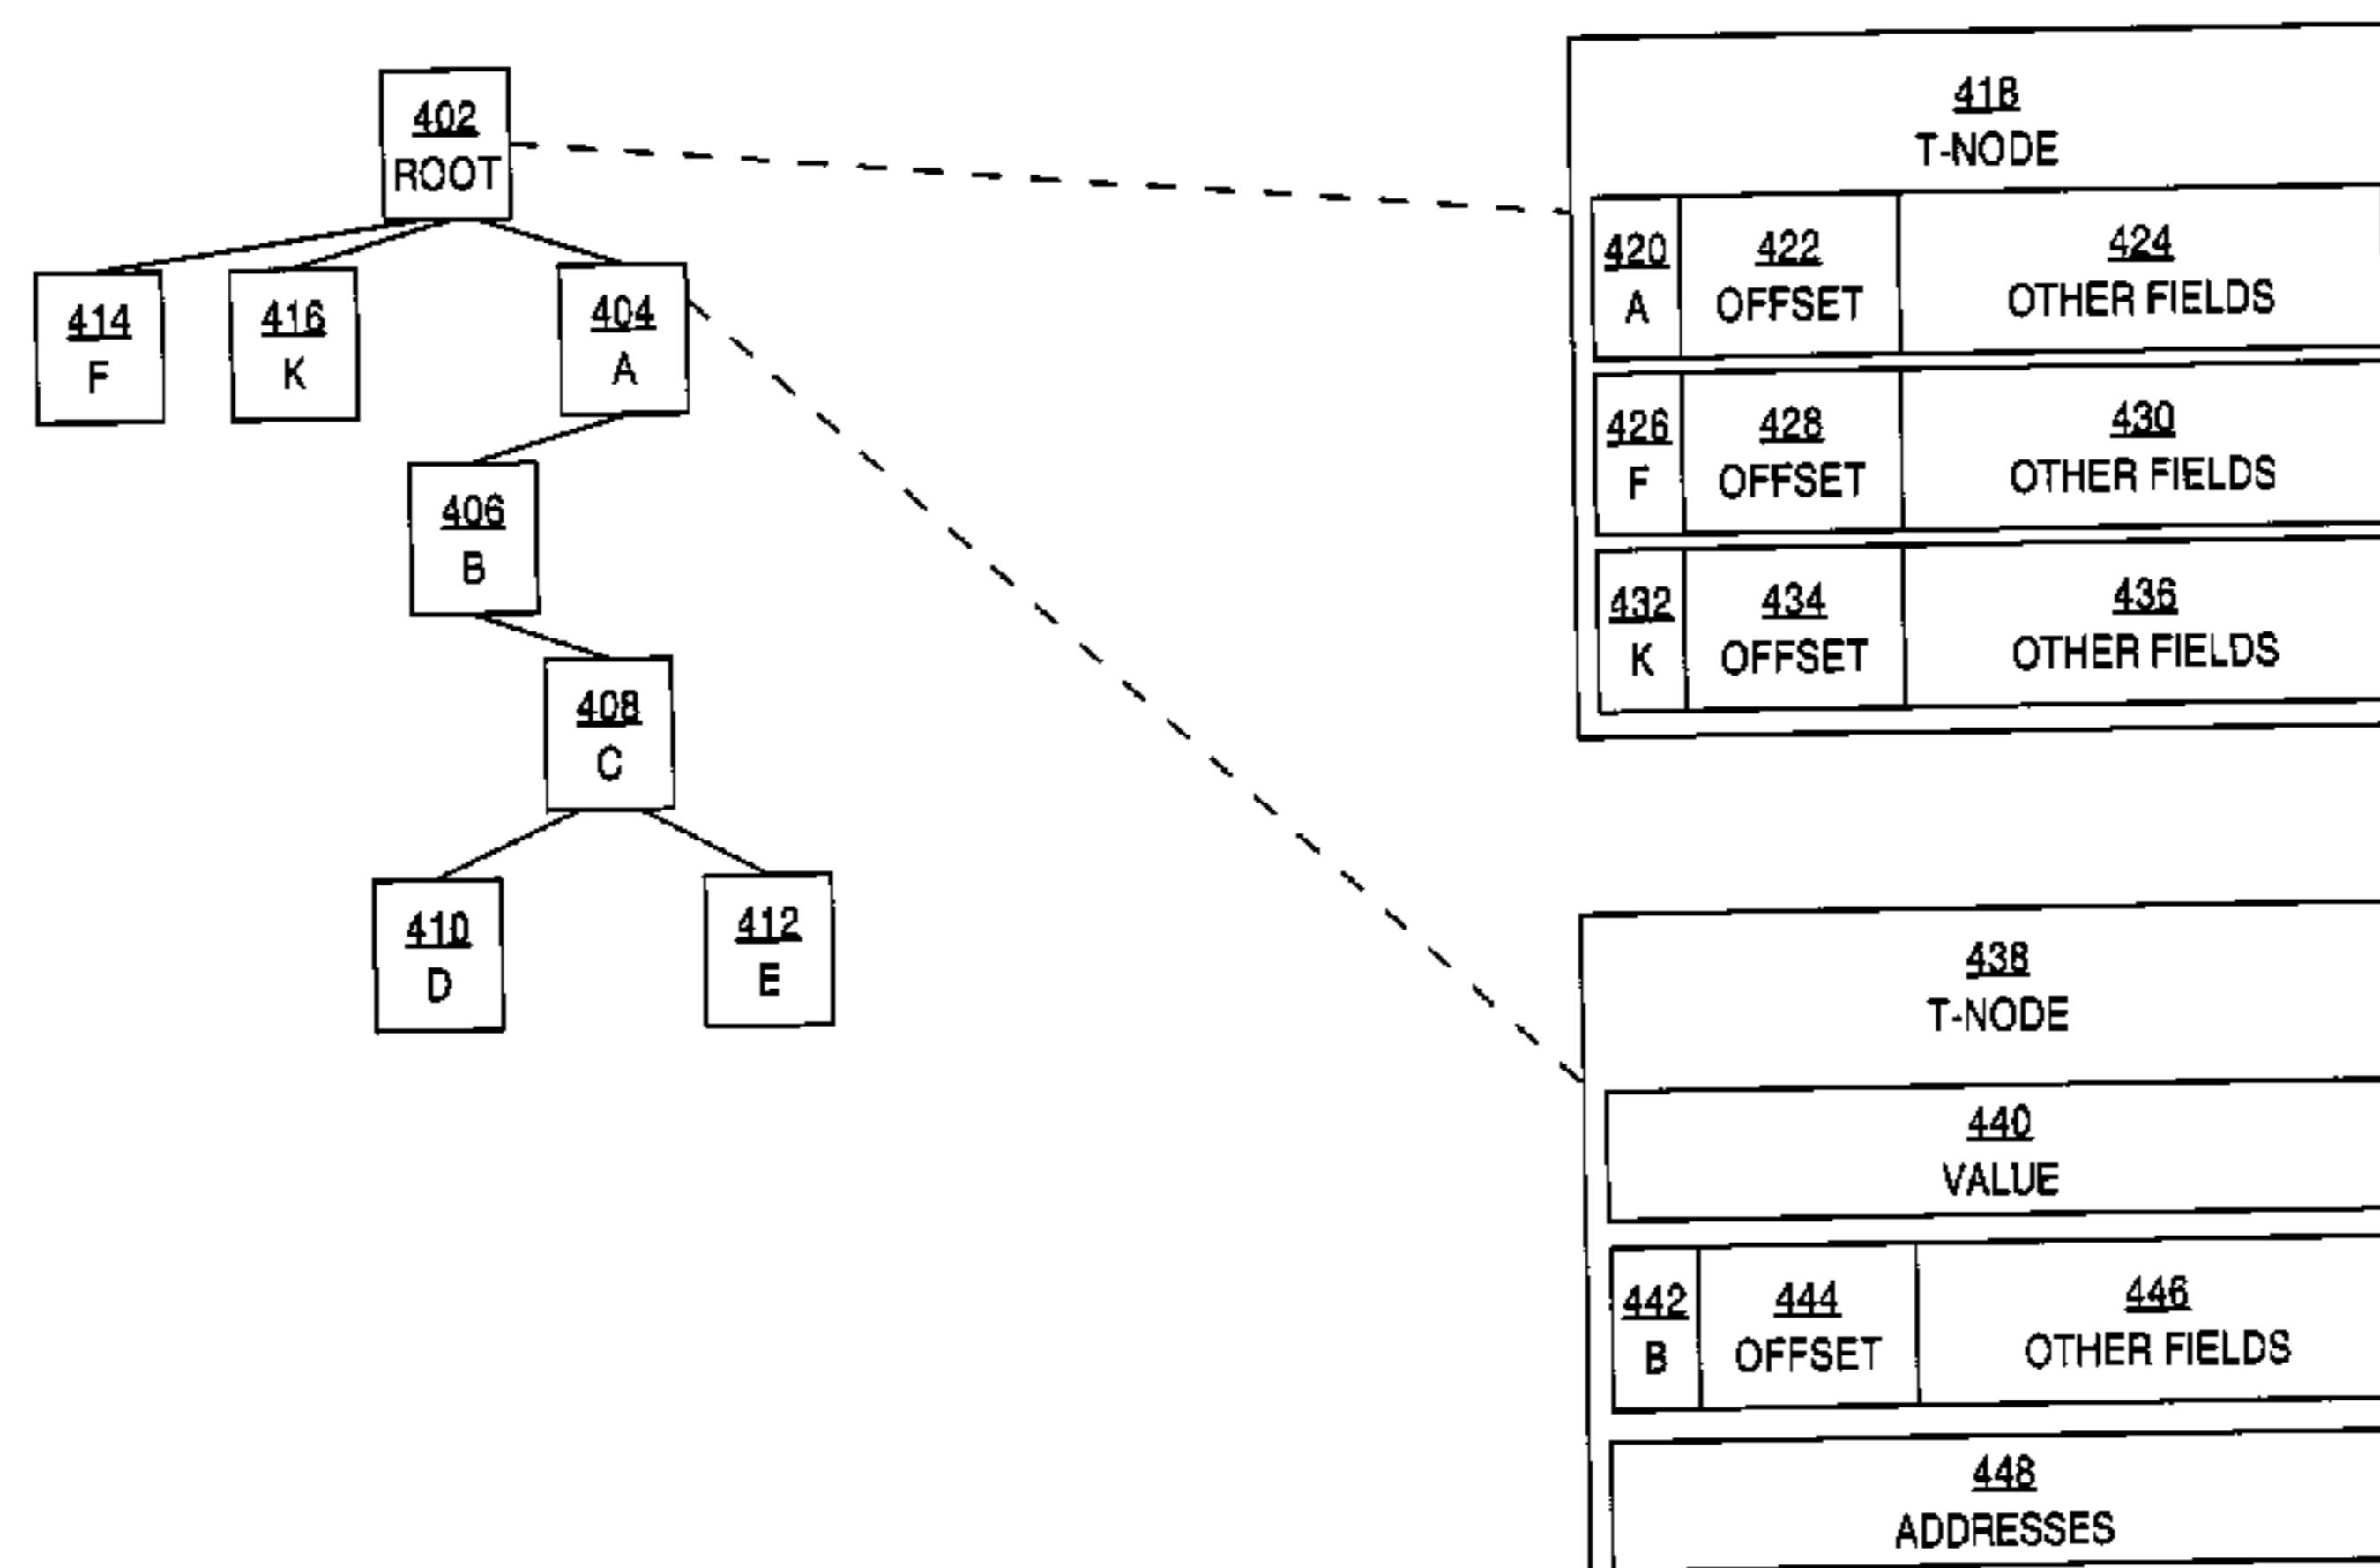 402
ROOT
414
F
416
K
404
A
406
B
408
C
410
D
412
E
418
T-NODE
420
A
422
OFFSET
424
OTHER FIELDS
426
F
428
OFFSET
430
OTHER FIELDS
432
K
434
OFFSET
436
OTHER FIELDS
438
T-NODE
440
VALUE
442
B
444
OFFSET
446
OTHER FIELDS
448
ADDRESSES